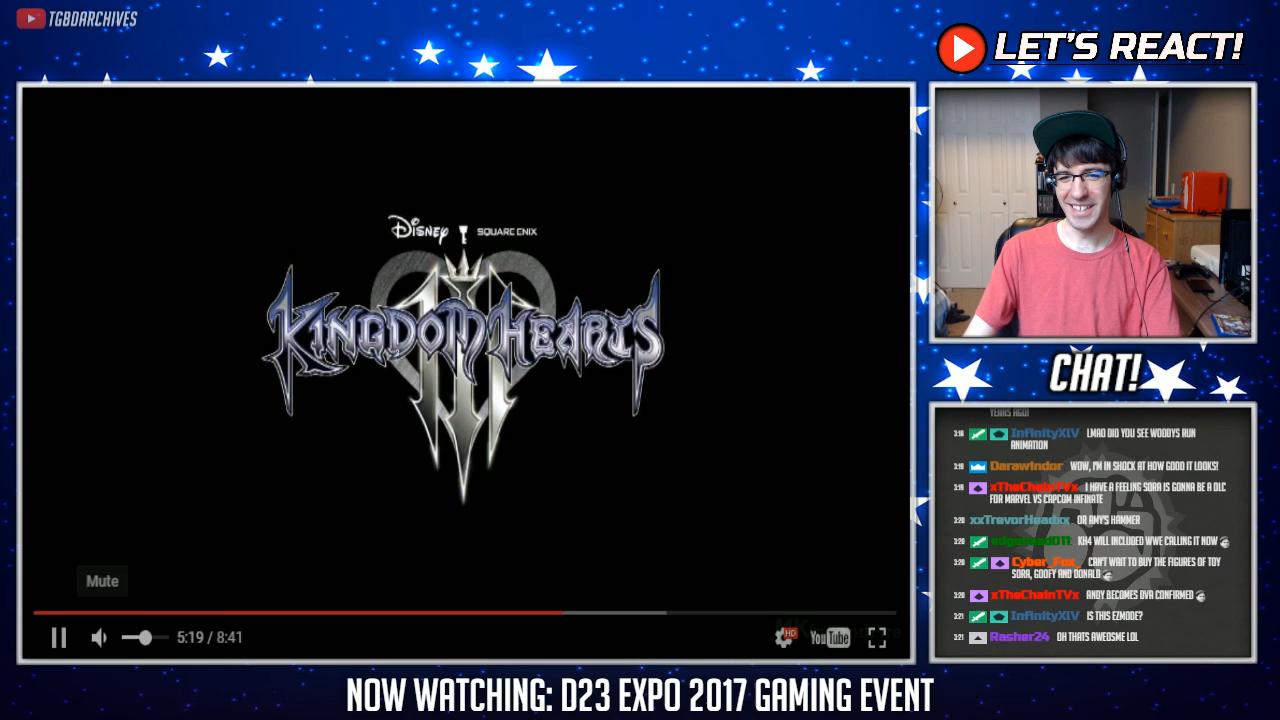 TGBDARCHIVES
LET'S REACT!
Disney SQUARE ENIX
KINGDOM HEARTS
III
Mute
5:19 / 8:41
HD
YouTube
CHAT!
YEARS AGO!
3:18 InfinityXIV LMAO DID YOU SEE WOODYS RUN
ANIMATION
3:19 Darawindor WOW, I'M IN SHOCK AT HOW GOOD IT LOOKS!
3:19 xTheChainTVx I HAVE A FEELING SORA IS GONNA BE A DLC
FOR MARVEL VS CAPCOM INFINATE
3:20 xxTrevorHeadxx OR AMY'S HAMMER
3:20 edgehead011 KH4 WILL INCLUDED WWE CALLING IT NOW
3:20 Cyber_Fox_ CAN'T WAIT TO BUY THE FIGURES OF TOY
SORA, GOOFY AND DONALD
3:20 xTheChainTVx ANDY BECOMES DVA CONFIRMED
3:21 InfinityXIV IS THIS EZMODE?
3:21 Rasher24 OH THATS AWEOSME LOL
NOW WATCHING: D23 EXPO 2017 GAMING EVENT